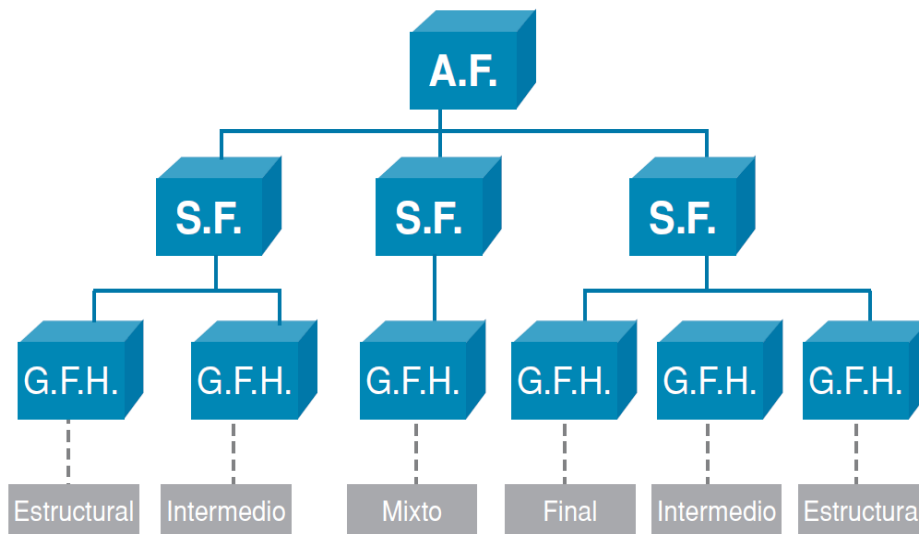 A.F.
S.F. S.F. S.F.
G.F.H. G.F.H. G.F.H. G.F.H. G.F.H. G.F.H.
Estructural Intermedio Mixto Final Intermedio Estructura